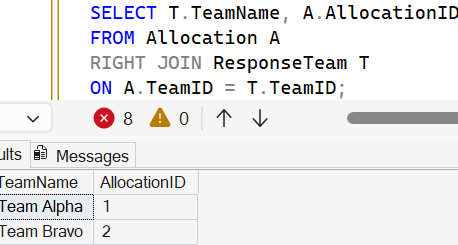 SELECT T.TeamName, A.AllocationID
FROM Allocation A
RIGHT JOIN ResponseTeam T
ON A.TeamID = T.TeamID;
8 0
ults Messages
TeamName AllocationID
Team Alpha 1
Team Bravo 2